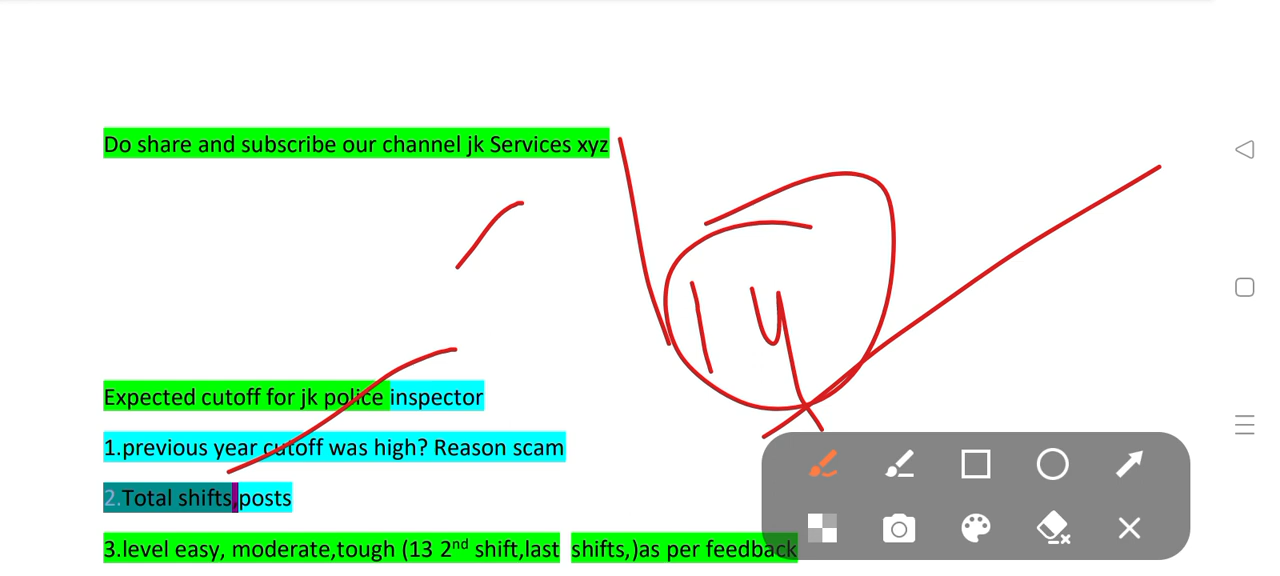 Do share and subscribe our channel jk Services xyz
14
Expected cutoff for jk police inspector
1.previous year cutoff was high? Reason scam
2.Total shifts,posts
3.level easy, moderate,tough (13 2nd shift,last shifts,)as per feedback